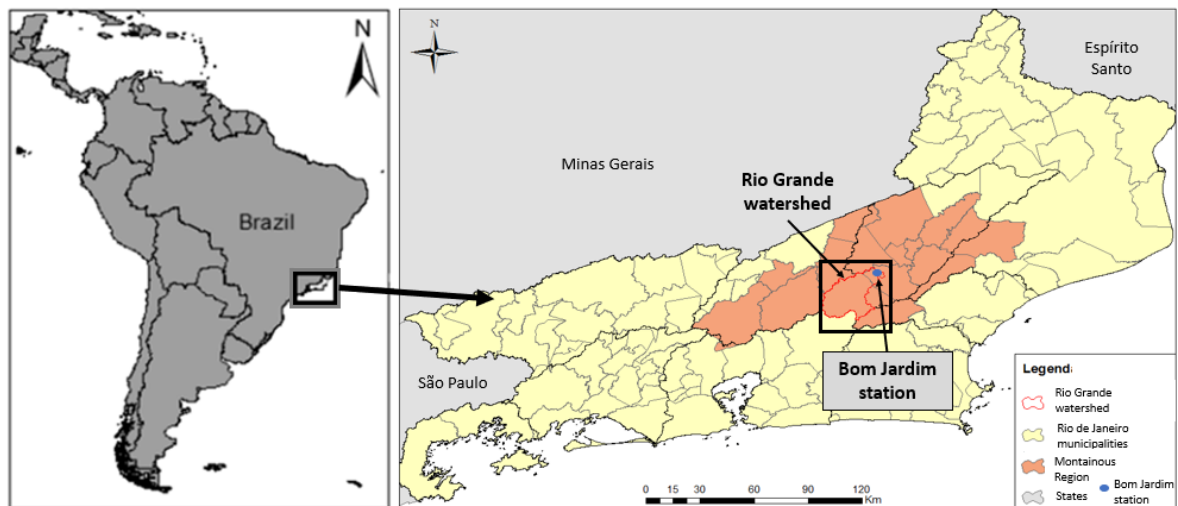 N
Brazil
N
Espírito
Santo
Minas Gerais
Rio Grande
watershed
São Paulo
Bom Jardim
station
Legend:
Rio Grande
watershed
Rio de Janeiro
municipalities
Montainous
Region
States
Bom Jardim
station
0 15 30 60 90 120
Km